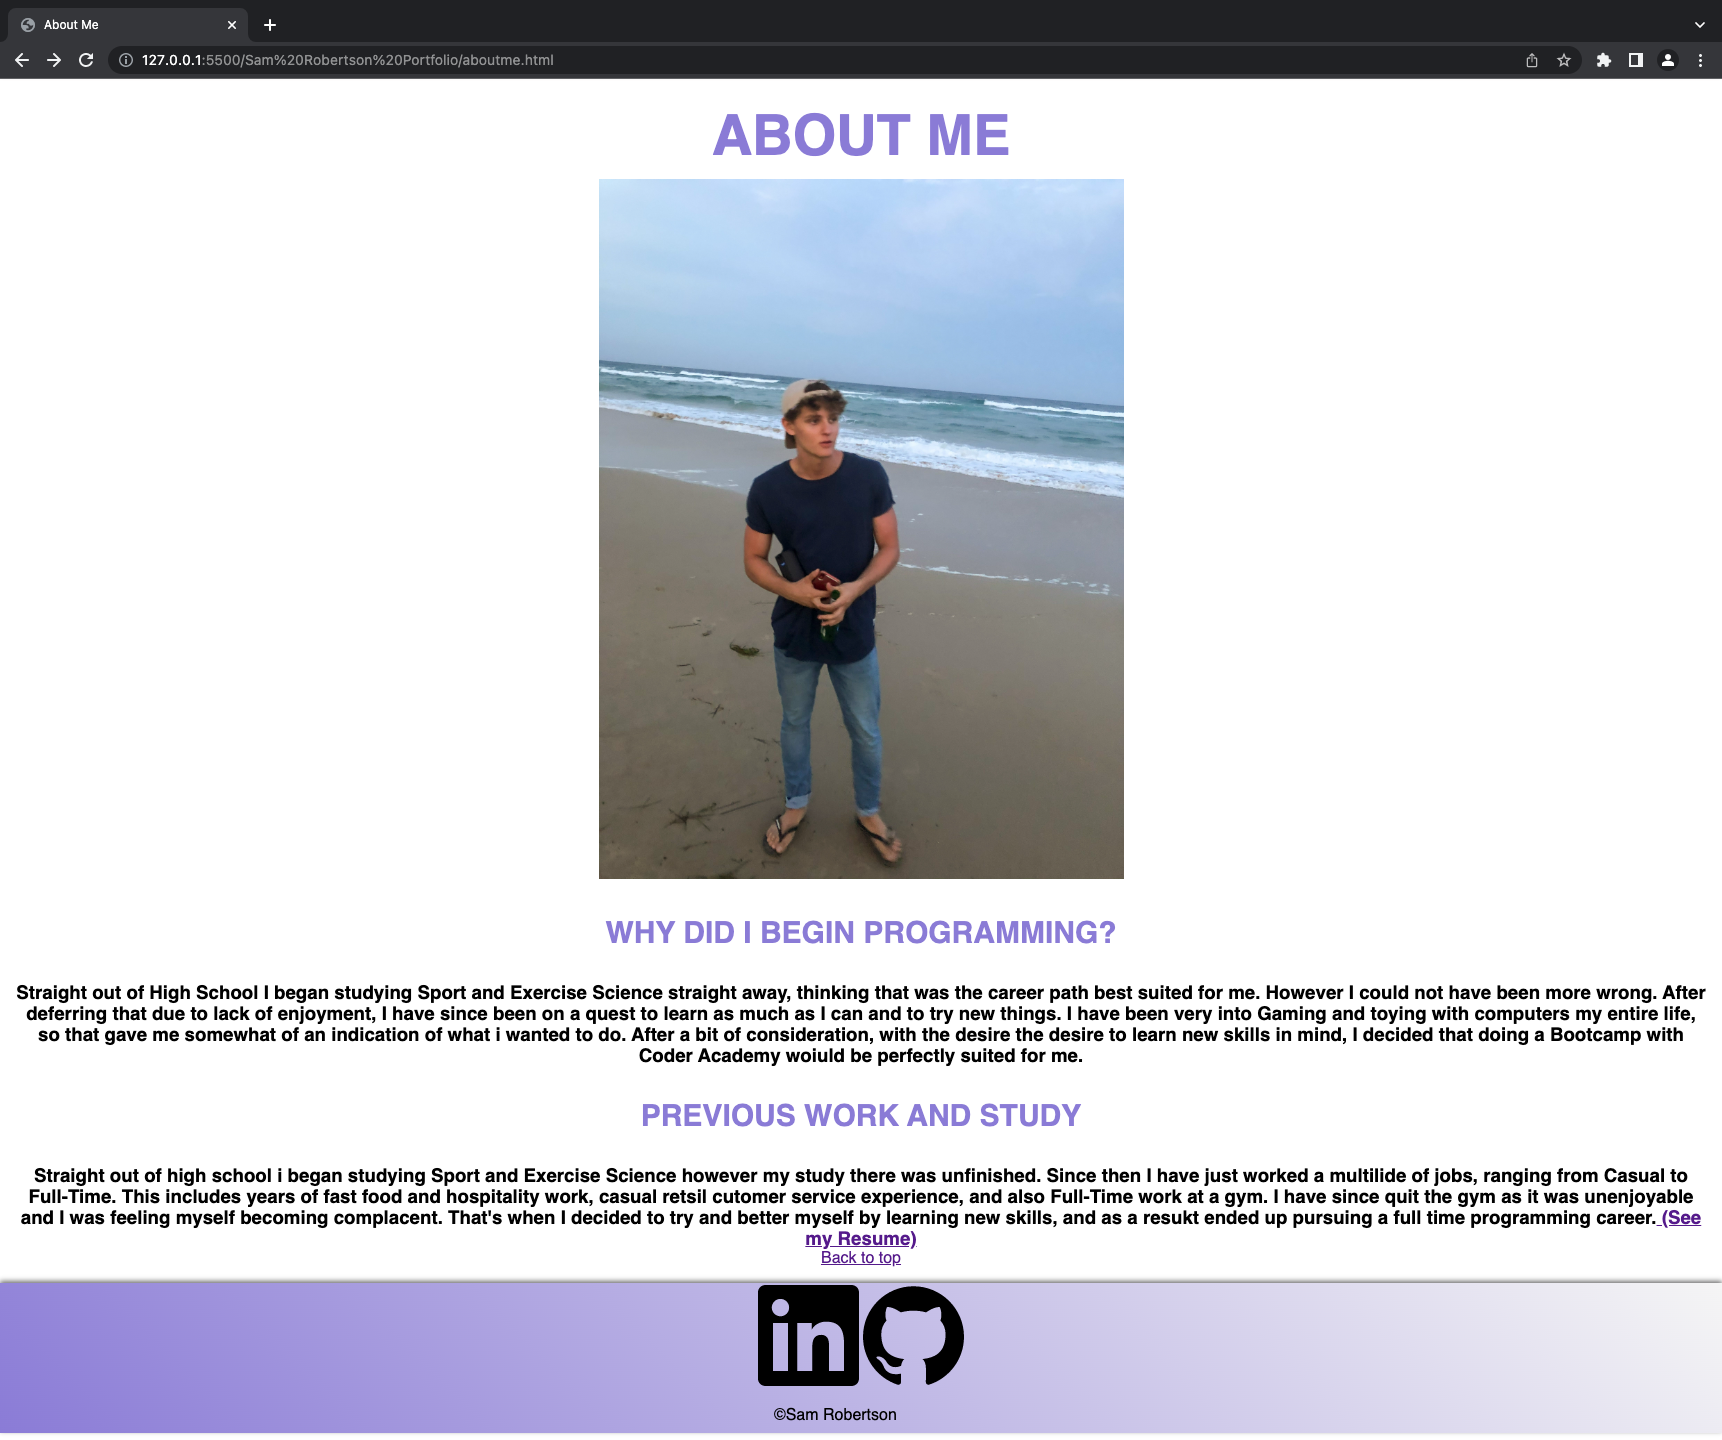 About Me
127.0.0.1:5500/Sam%20Robertson%20Portfolio/aboutme.html
ABOUT ME
WHY DID I BEGIN PROGRAMMING?
Straight out of High School I began studying Sport and Exercise Science straight away, thinking that was the career path best suited for me. However I could not have been more wrong. After
deferring that due to lack of enjoyment, I have since been on a quest to learn as much as I can and to try new things. I have been very into Gaming and toying with computers my entire life,
so that gave me somewhat of an indication of what i wanted to do. After a bit of consideration, with the desire the desire to learn new skills in mind, I decided that doing a Bootcamp with
Coder Academy woiuld be perfectly suited for me.
PREVIOUS WORK AND STUDY
Straight out of high school i began studying Sport and Exercise Science however my study there was unfinished. Since then I have just worked a multilide of jobs, ranging from Casual to
Full-Time. This includes years of fast food and hospitality work, casual retsil cutomer service experience, and also Full-Time work at a gym. I have since quit the gym as it was unenjoyable
and I was feeling myself becoming complacent. That's when I decided to try and better myself by learning new skills, and as a resukt ended up pursuing a full time programming career. (See
my Resume)
Back to top
in
©Sam Robertson